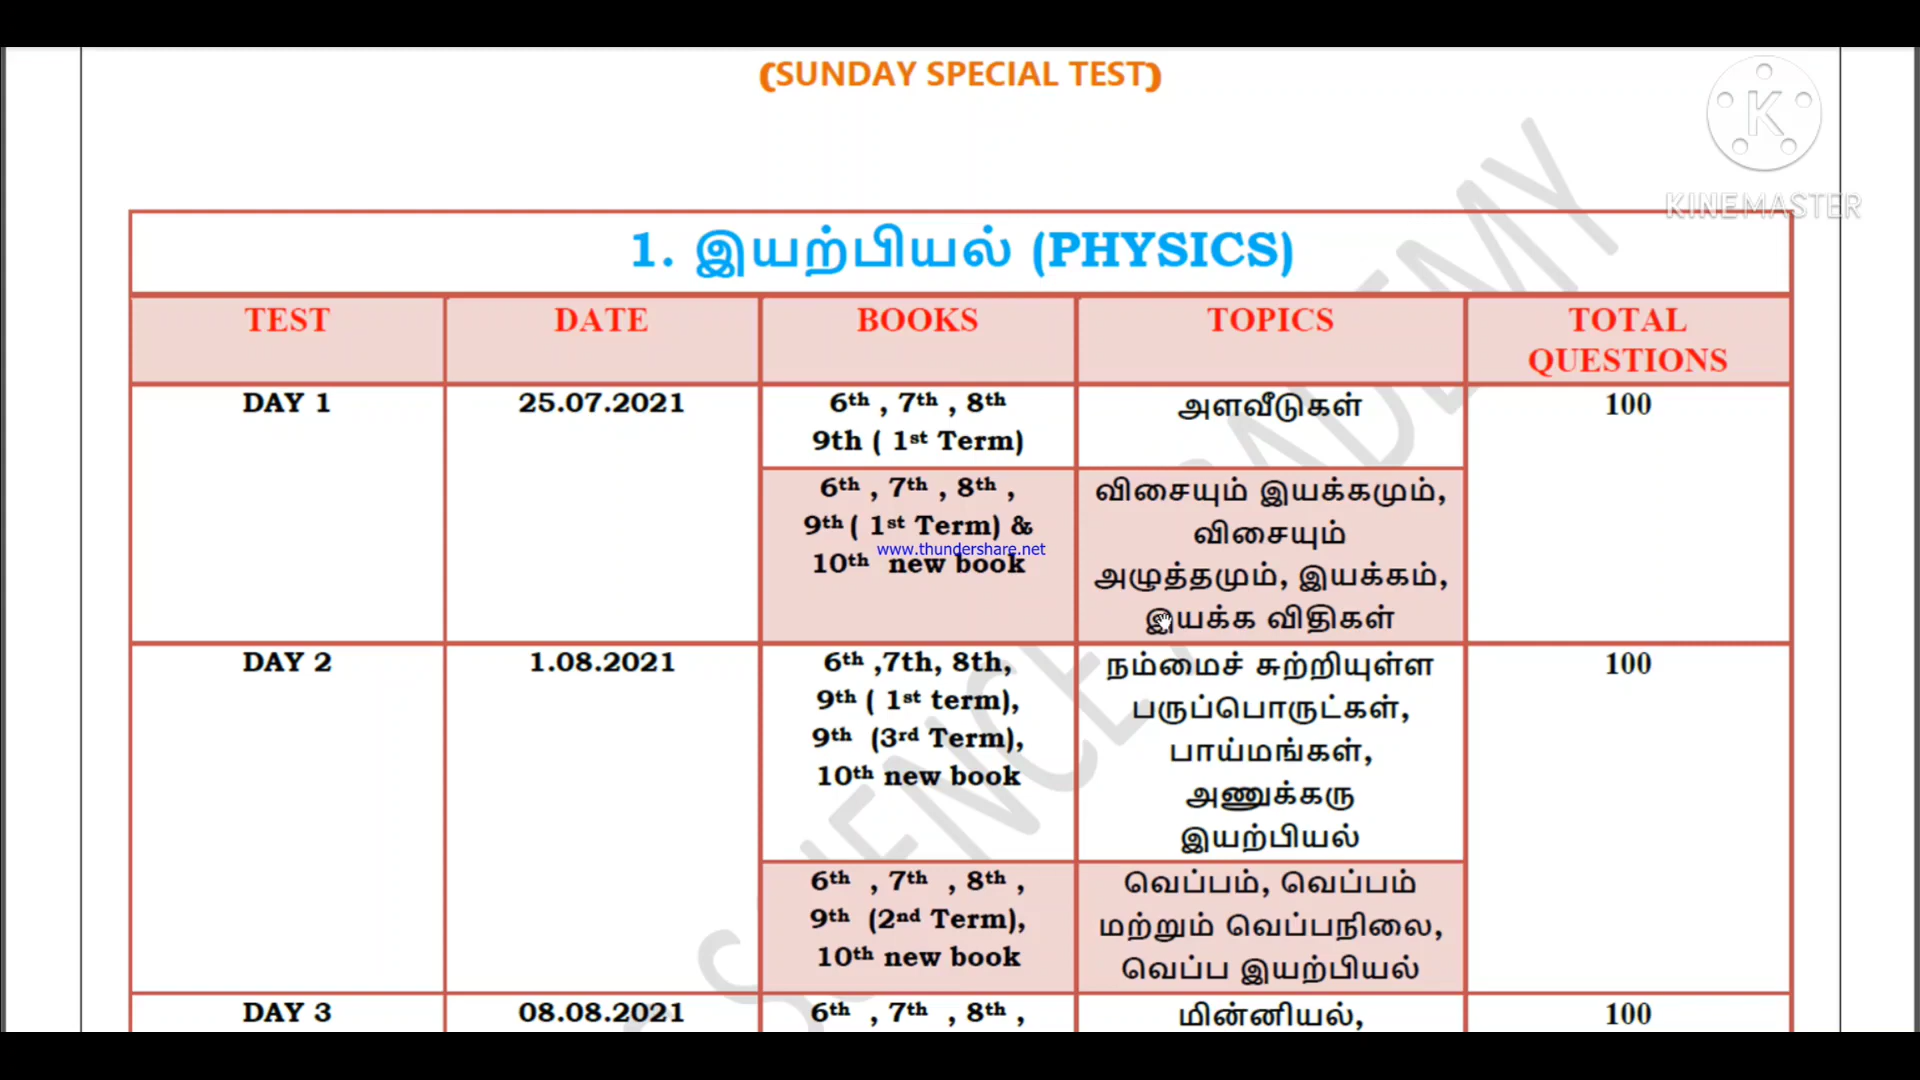 (SUNDAY SPECIAL TEST)
K
KINEMASTER
1. இயற்பியல் (PHYSICS)
TEST DATE BOOKS TOPICS TOTAL QUESTIONS
DAY 1 25.07.2021 6th , 7th , 8th அளவீடுகள் 100
9th ( 1st Term)
6th , 7th , 8th , விசையும் இயக்கமும்,
9th ( 1st Term) & விசையும்
www.thundershare.net
10th new book அழுத்தமும், இயக்கம்,
இயக்க விதிகள்
DAY 2 1.08.2021 6th ,7th, 8th, நம்மைச் சுற்றியுள்ள 100
9th ( 1st term), பருப்பொருட்கள்,
9th (3rd Term), பாய்மங்கள்,
10th new book அணுக்கரு
இயற்பியல்
6th , 7th , 8th , வெப்பம், வெப்பம்
9th (2nd Term), மற்றும் வெப்பநிலை,
10th new book வெப்ப இயற்பியல்
DAY 3 08.08.2021 6th , 7th , 8th , மின்னியல், 100